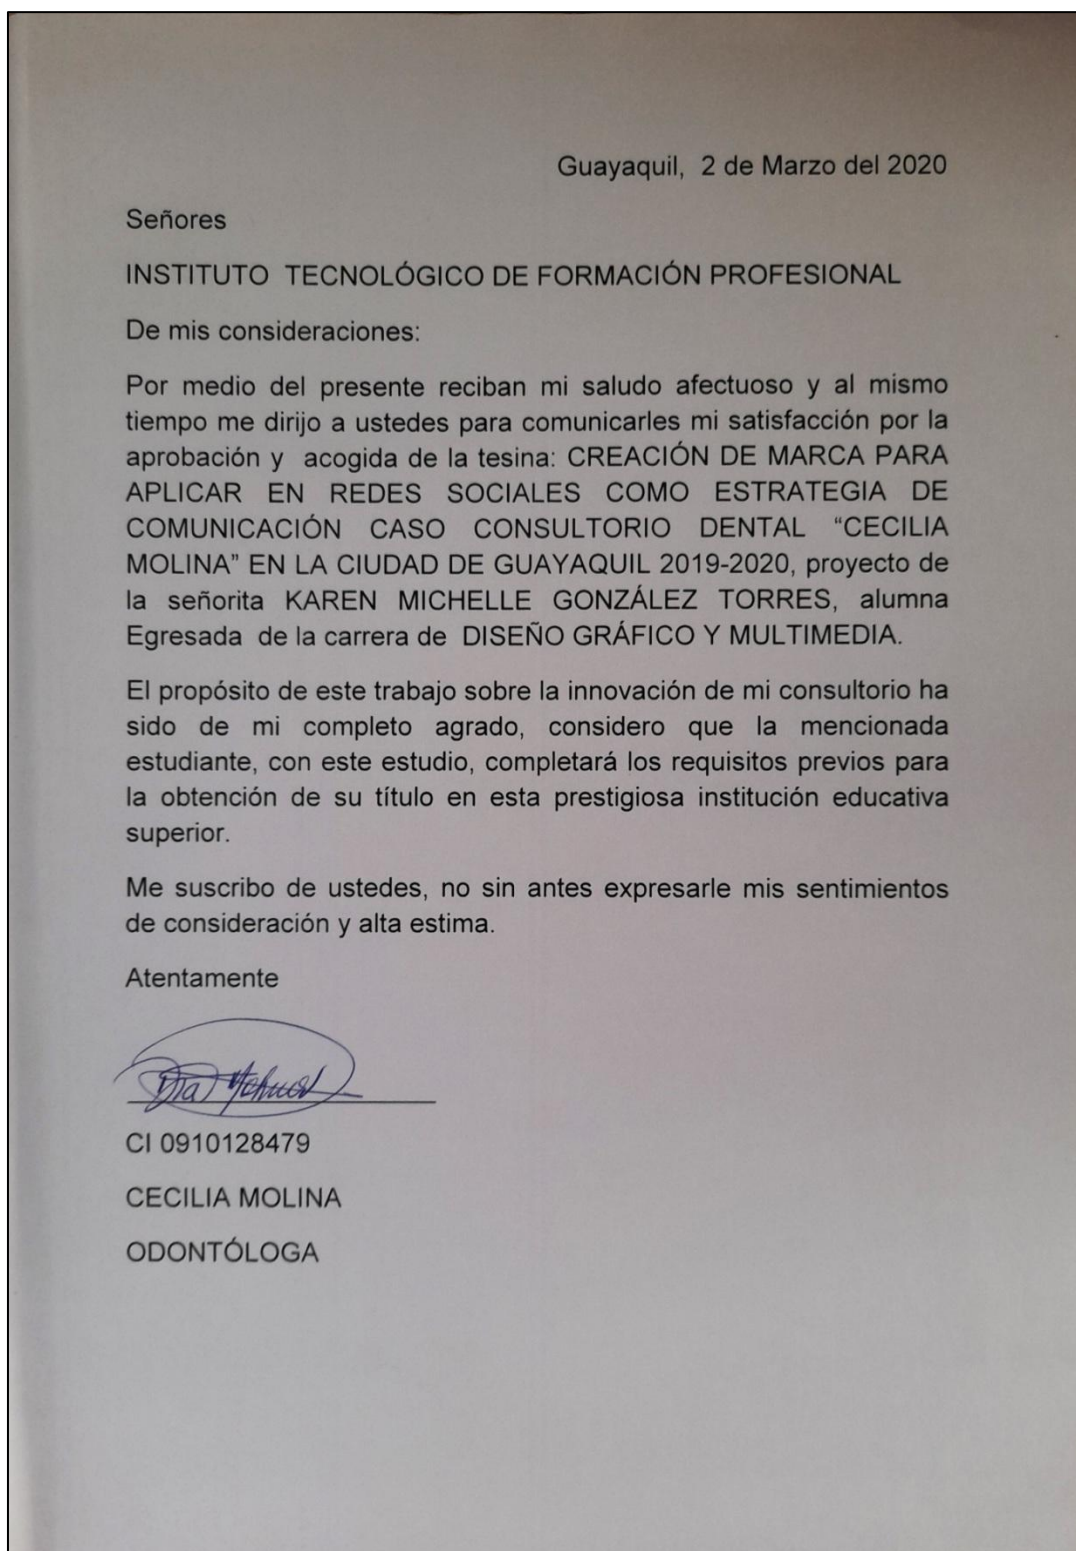 Guayaquil, 2 de Marzo del 2020
Señores
INSTITUTO TECNOLÓGICO DE FORMACIÓN PROFESIONAL
De mis consideraciones:
Por medio del presente reciban mi saludo afectuoso y al mismo
tiempo me dirijo a ustedes para comunicarles mi satisfacción por la
aprobación y acogida de la tesina: CREACIÓN DE MARCA PARA
APLICAR EN REDES SOCIALES COMO ESTRATEGIA DE
COMUNICACIÓN CASO CONSULTORIO DENTAL “CECILIA
MOLINA” EN LA CIUDAD DE GUAYAQUIL 2019-2020, proyecto de
la señorita KAREN MICHELLE GONZÁLEZ TORRES, alumna
Egresada de la carrera de DISEÑO GRÁFICO Y MULTIMEDIA.
El propósito de este trabajo sobre la innovación de mi consultorio ha
sido de mi completo agrado, considero que la mencionada
estudiante, con este estudio, completará los requisitos previos para
la obtención de su título en esta prestigiosa institución educativa
superior.
Me suscribo de ustedes, no sin antes expresarle mis sentimientos
de consideración y alta estima.
Atentamente
CI 0910128479
CECILIA MOLINA
ODONTÓLOGA